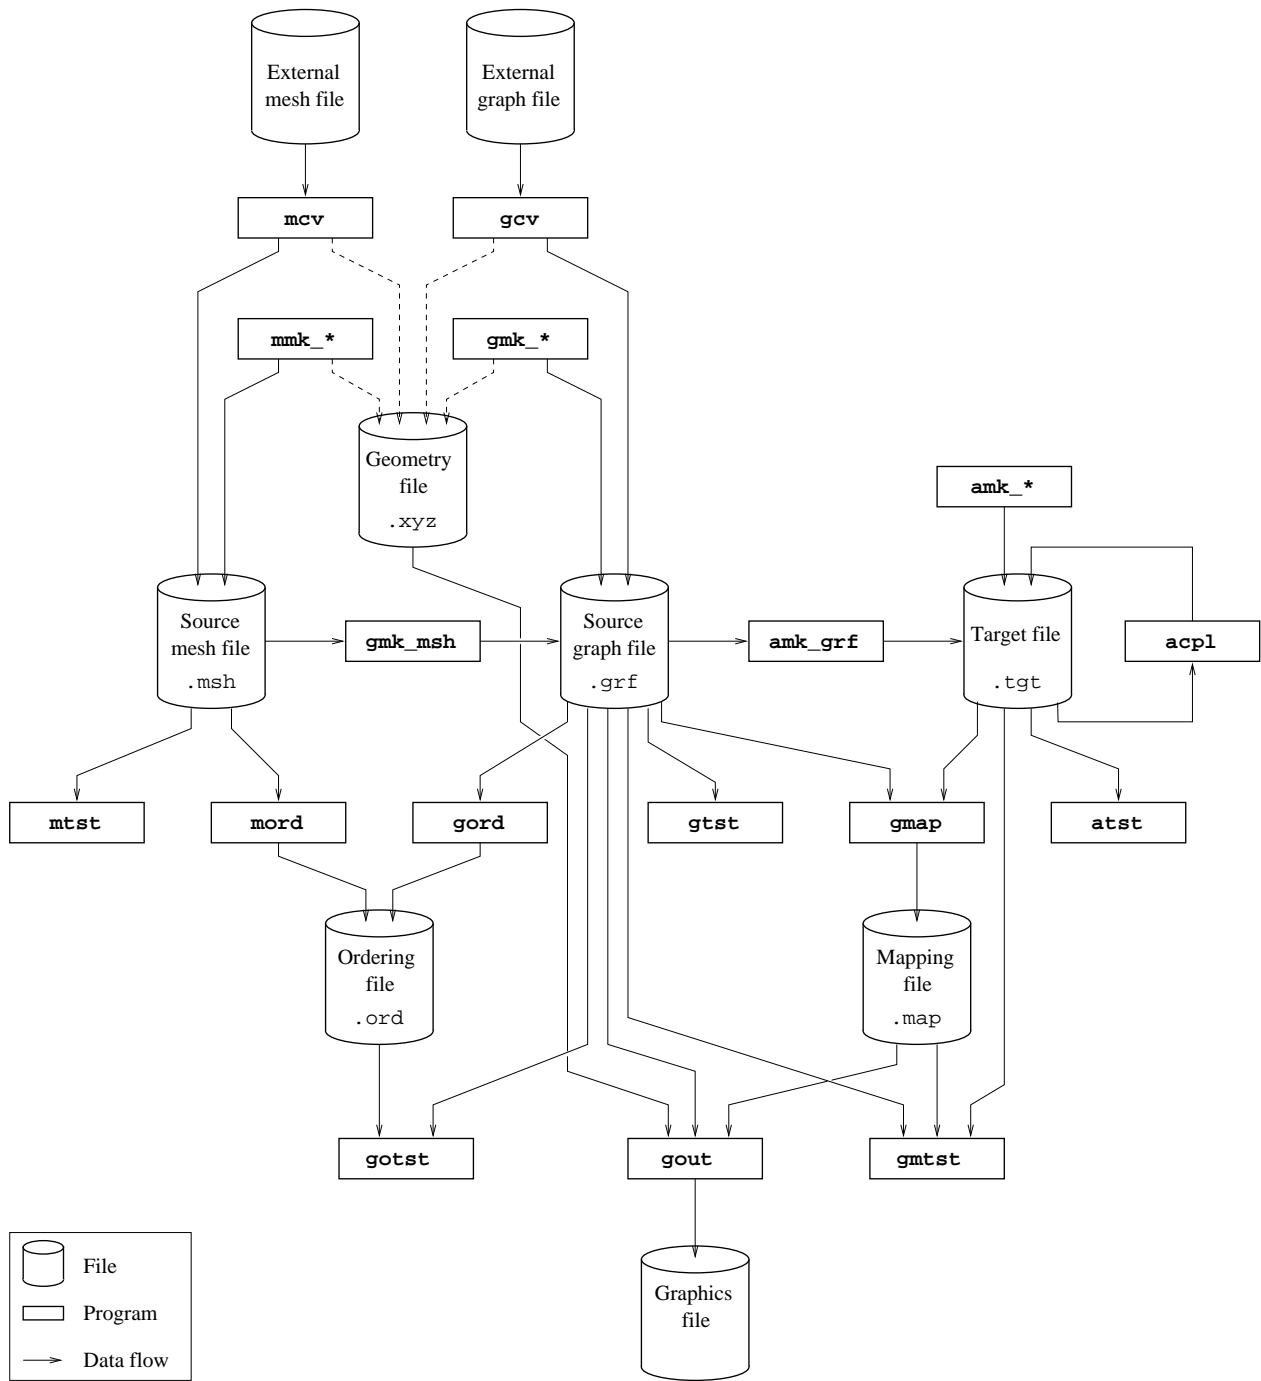 External
mesh file
External
graph file
mcv
gcv
mmk_*
gmk_*
Geometry
file
.xyz
amk_*
Source
mesh file
.msh
gmk_msh
Source
graph file
.grf
amk_grf
Target file
.tgt
acpl
mtst
mord
gord
gtst
gmap
atst
Ordering
file
.ord
Mapping
file
.map
gotst
gout
gmtst
File
Program
Data flow
Graphics
file